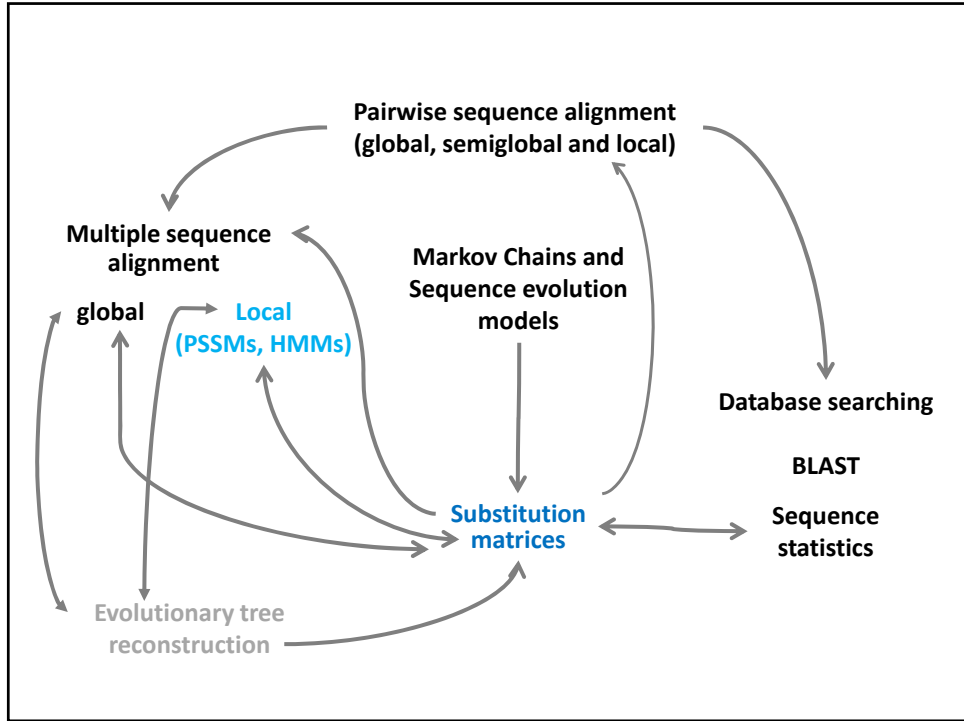 Pairwise sequence alignment
(global, semiglobal and local)
Multiple sequence
alignment
global
Local
(PSSMs, HMMs)
Markov Chains and
Sequence evolution
models
Database searching
BLAST
Sequence
statistics
Substitution
matrices
Evolutionary tree
reconstruction